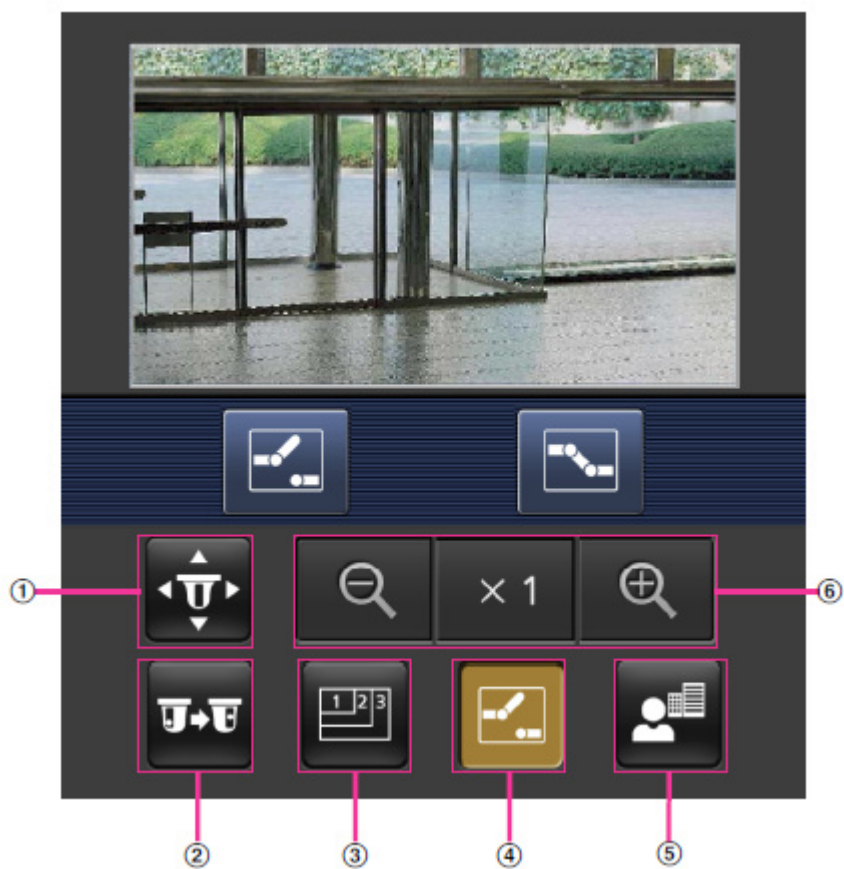 ① × 1 ⑥
1 2 3
② ③ ④ ⑤